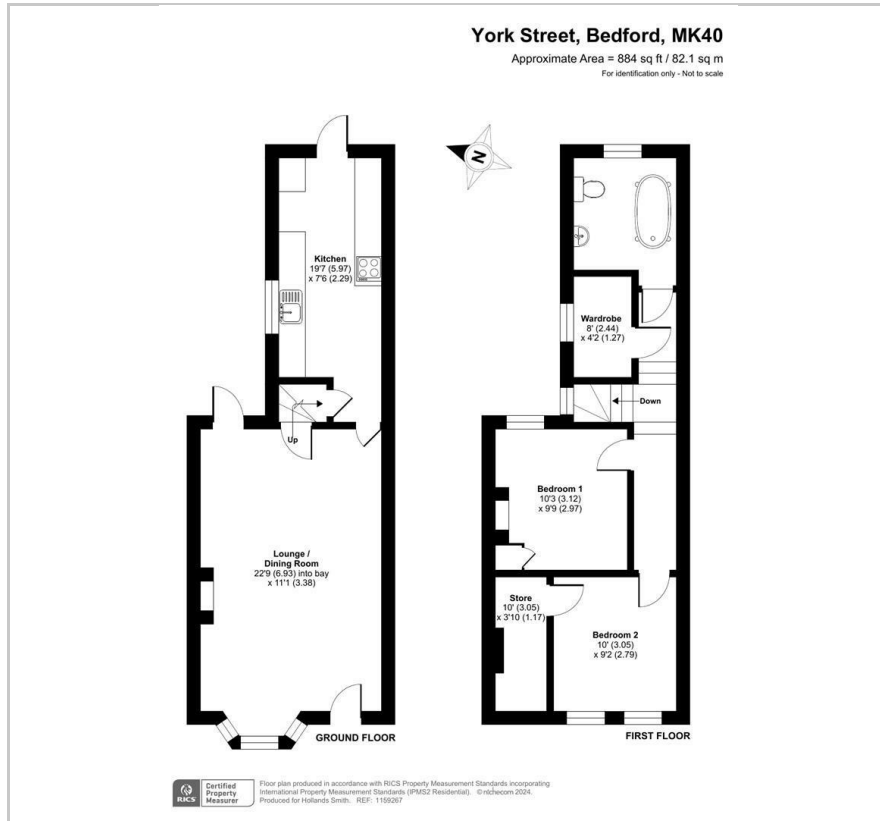 York Street, Bedford, MK40
Approximate Area = 884 sq ft / 82.1 sq m
For identification only - Not to scale
N
Kitchen
19'7 (5.97)
x 7'6 (2.29)
Up
Lounge /
Dining Room
22'9 (6.93) into bay
x 11'1 (3.38)
GROUND FLOOR
Wardrobe
8' (2.44)
x 4'2 (1.27)
Down
Bedroom 1
10'3 (3.12)
x 9'9 (2.97)
Store
10' (3.05)
x 3'10 (1.17)
Bedroom 2
10' (3.05)
x 9'2 (2.79)
FIRST FLOOR
RICS
Certified
Property
Measurer
Floor plan produced in accordance with RICS Property Measurement Standards incorporating
International Property Measurement Standards (IPMS2 Residential). © nichecom 2024.
Produced for Hollands Smith. REF: 1159267